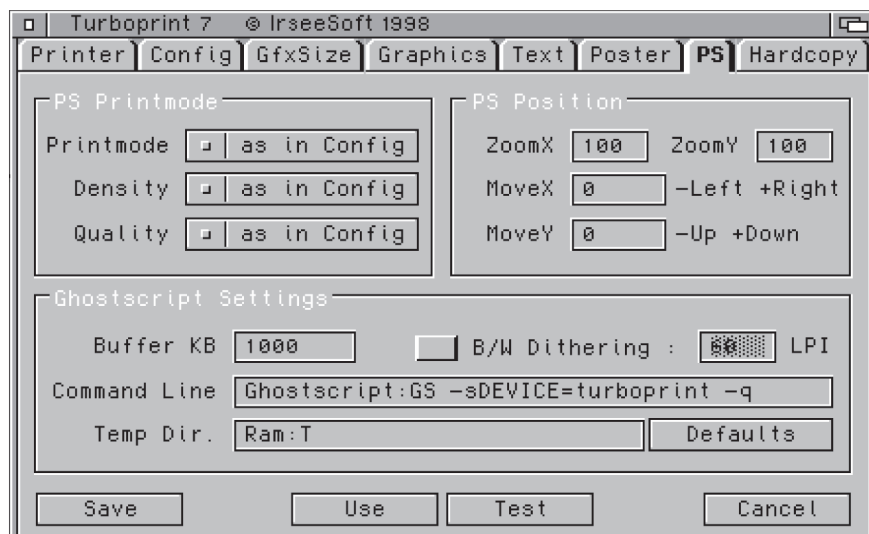 Turboprint 7 © IrseeSoft 1998
Printer Config GfxSize Graphics Text Poster PS Hardcopy
PS Printmode
Printmode as in Config
Density as in Config
Quality as in Config
PS Position
ZoomX 100 ZoomY 100
MoveX 0 -Left +Right
MoveY 0 -Up +Down
Ghostscript Settings
Buffer KB 1000 B/W Dithering : 60 LPI
Command Line Ghostscript:GS -sDEVICE=turboprint -q
Temp Dir. Ram:T Defaults
Save Use Test Cancel